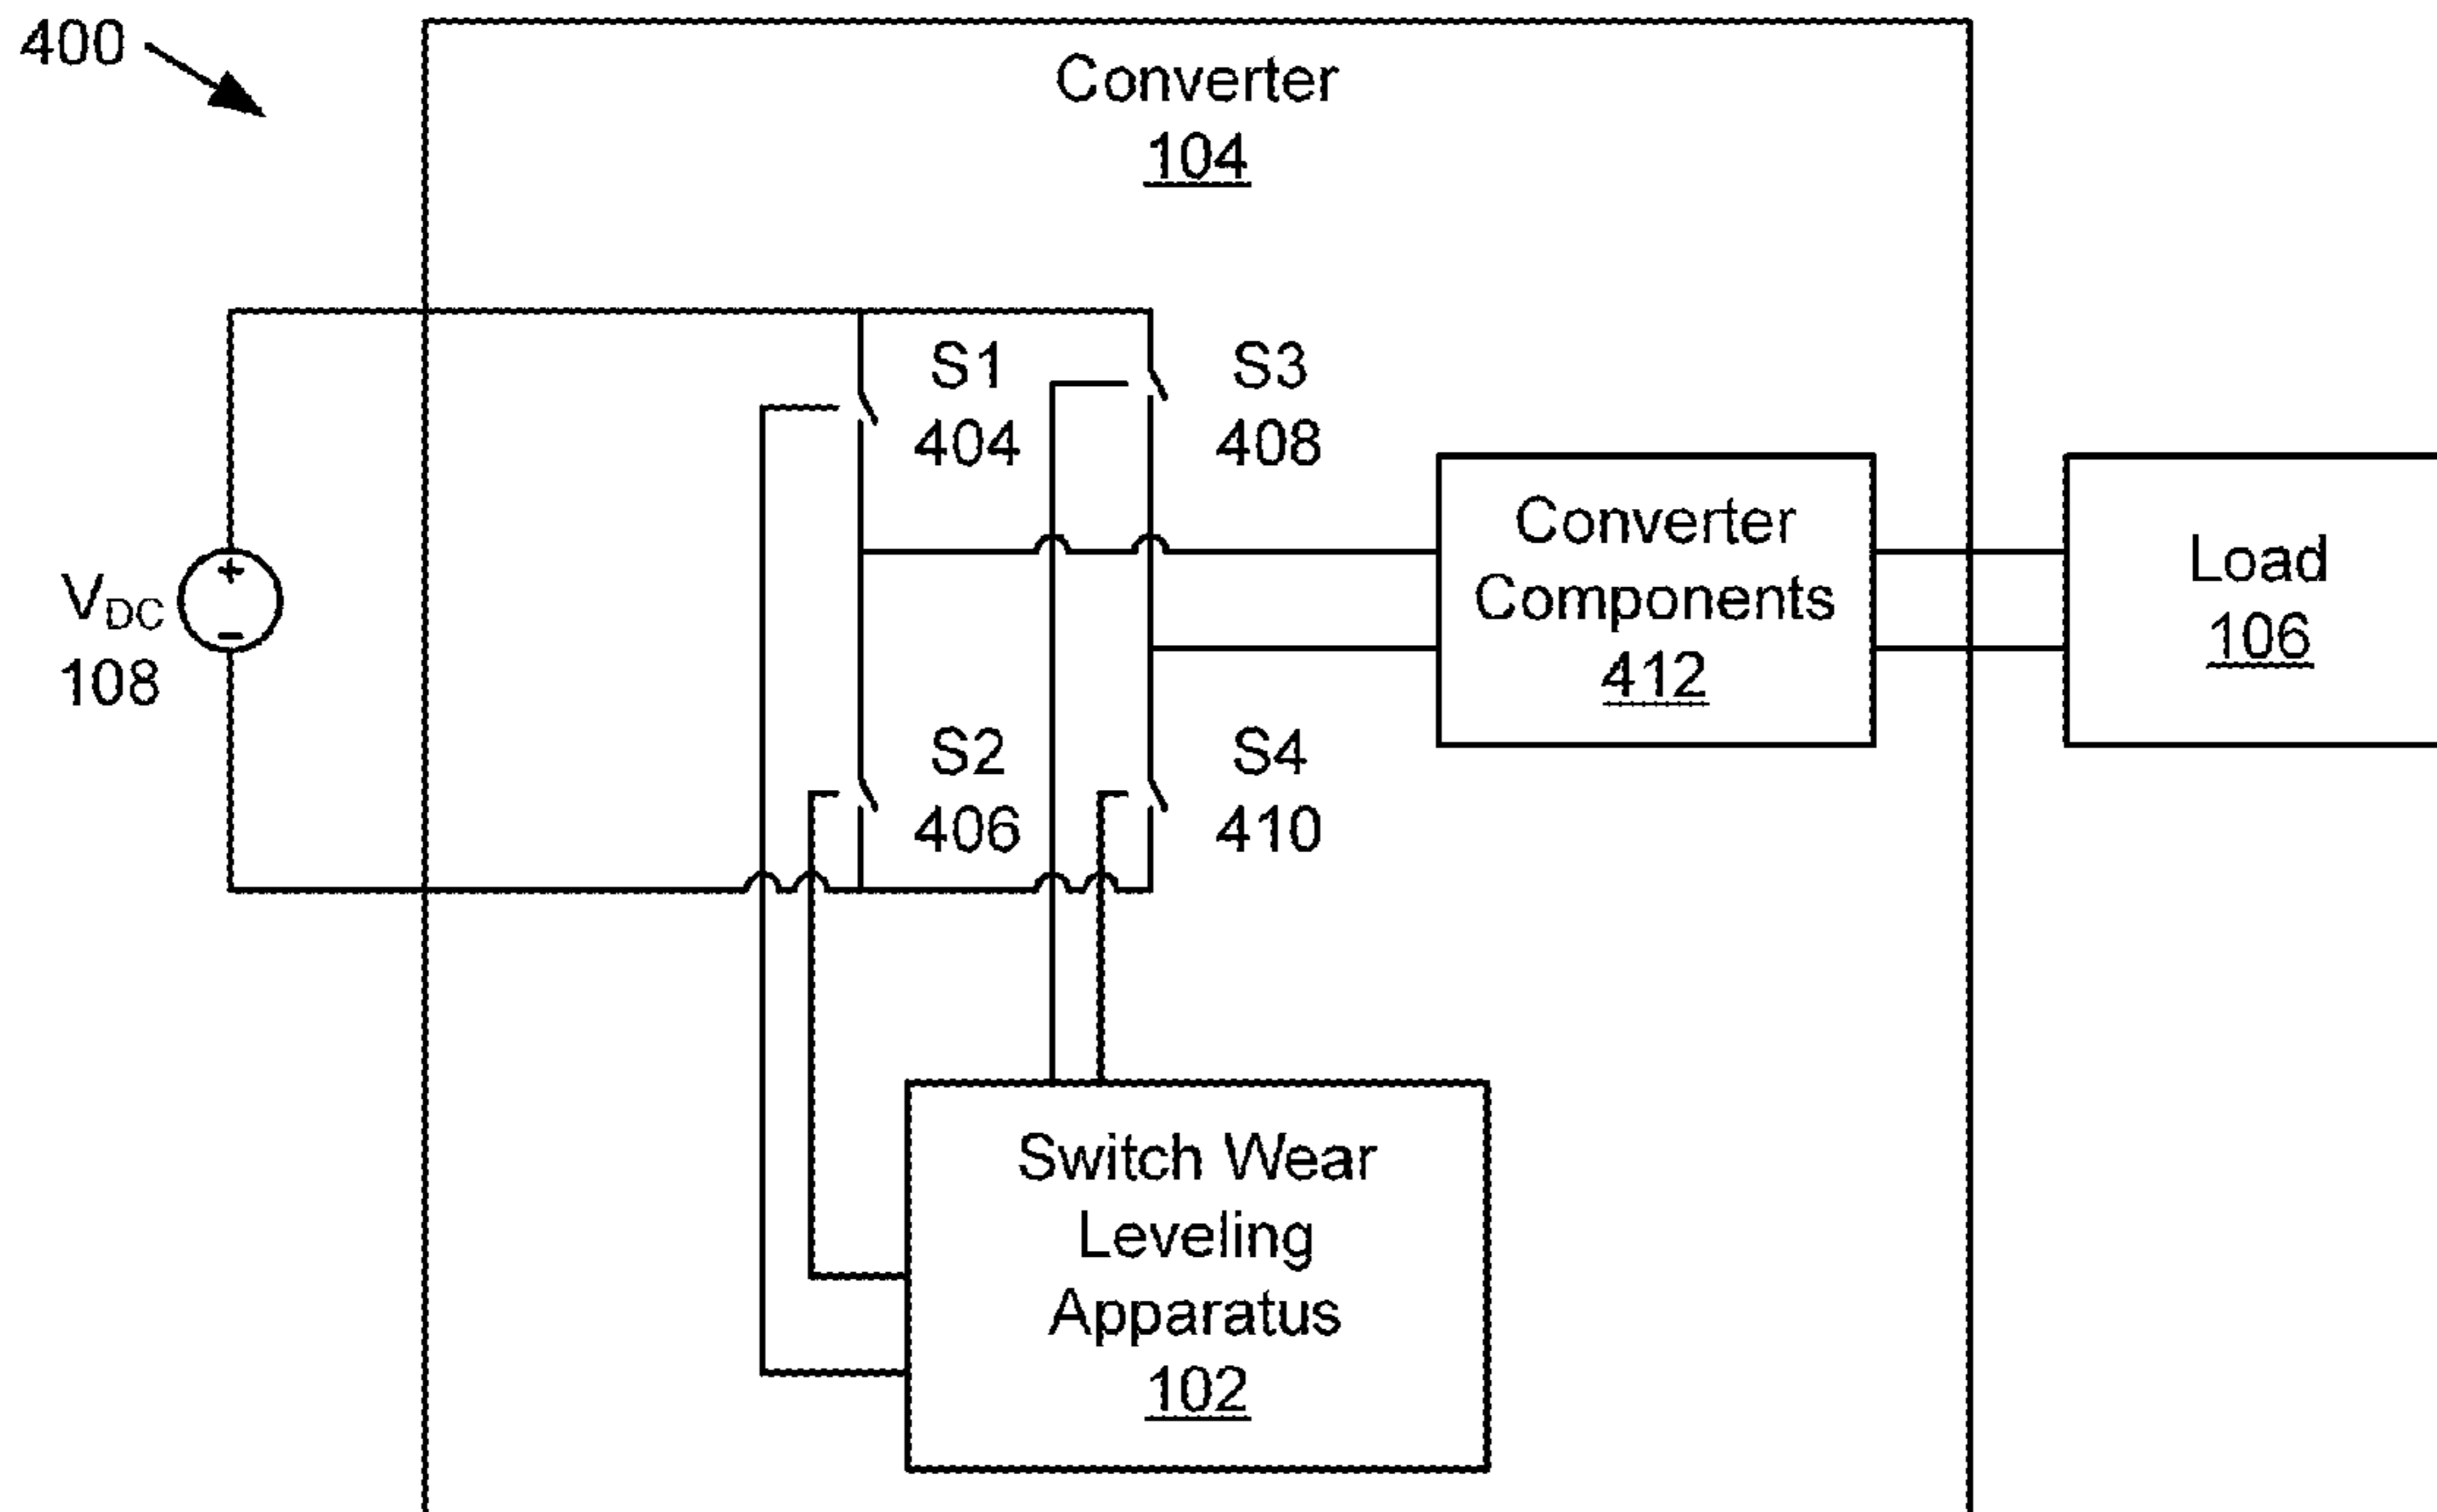 400
Converter
104
S1
404
S3
408
Converter
Components
412
Load
106
+
VDC
108
-
S2
406
S4
410
Switch Wear
Leveling
Apparatus
102